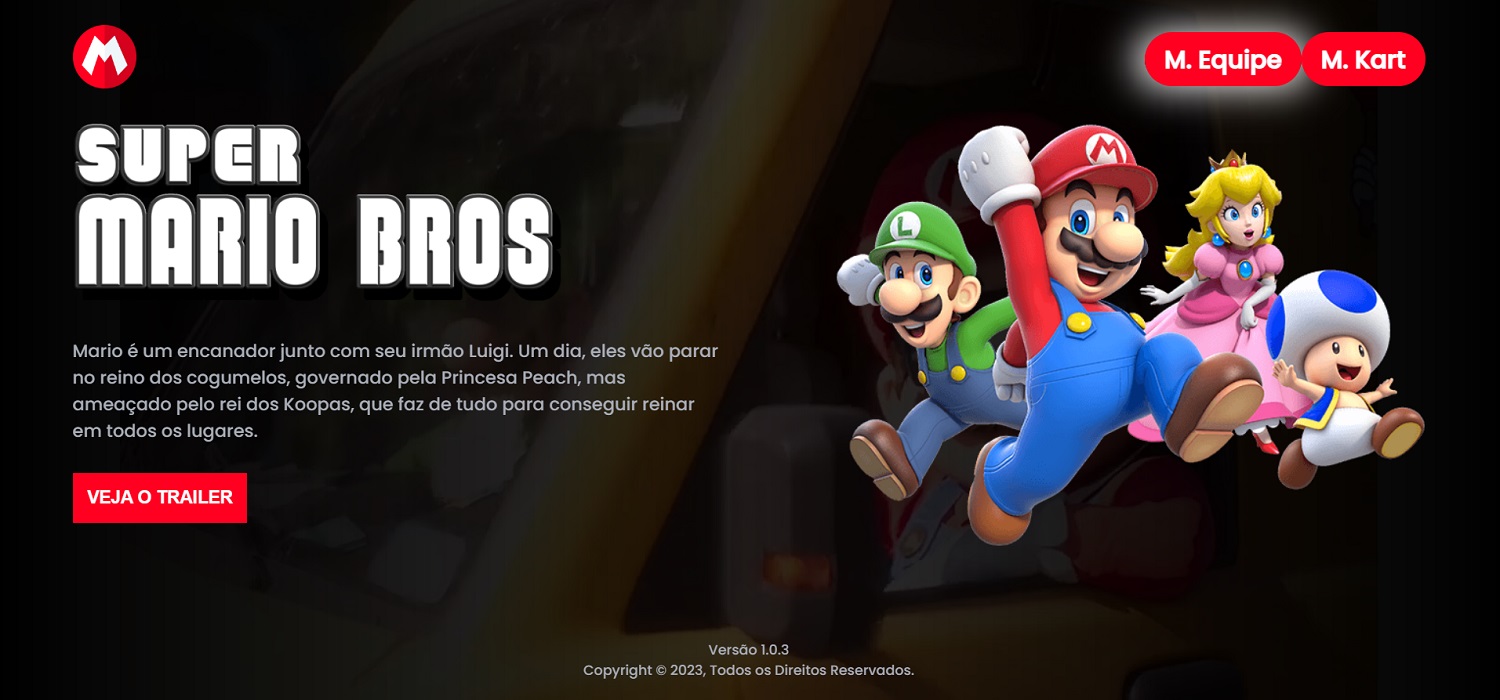 M
M. Equipe M. Kart
SUPER
MARIO BROS
M
L
Mario é um encanador junto com seu irmão Luigi. Um dia, eles vão parar
no reino dos cogumelos, governado pela Princesa Peach, mas
ameaçado pelo rei dos Koopas, que faz de tudo para conseguir reinar
em todos os lugares.
VEJA O TRAILER
Versão 1.0.3
Copyright © 2023, Todos os Direitos Reservados.